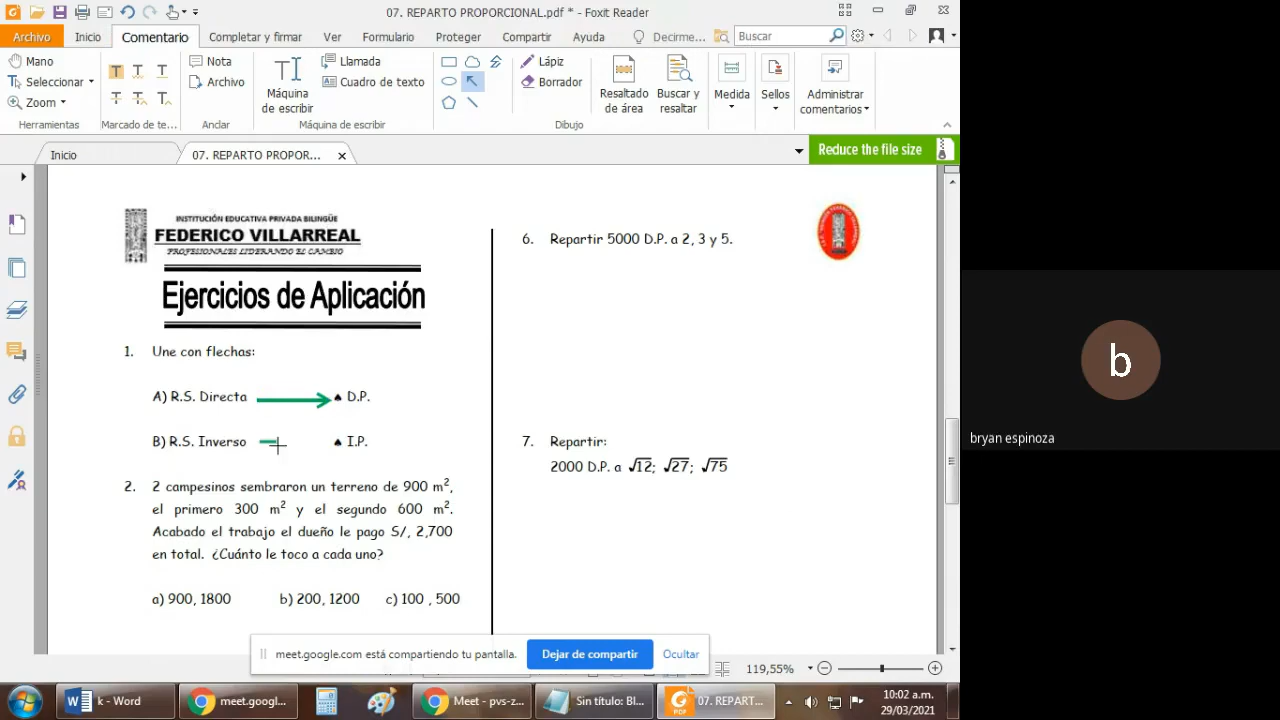 07. REPARTO PROPORCIONAL.pdf * - Foxit Reader
Archivo Inicio Comentario Completar y firmar Ver Formulario Proteger Compartir Ayuda Decirme... Buscar
Mano
Seleccionar
Zoom
Herramientas
Marcado de te...
Nota
Archivo
Anclar
Máquina
de escribir
Llamada
Cuadro de texto
Máquina de escribir
Lápiz
Borrador
Dibujo
Resaltado
de área
Buscar y
resaltar
Medida
Sellos
Administrar
comentarios
Inicio
07. REPARTO PROPOR...
Reduce the file size
INSTITUCIÓN EDUCATIVA PRIVADA BILINGÜE
FEDERICO VILLARREAL
PROFESIONALES LIDERANDO EL CAMBIO
Ejercicios de Aplicación
1. Une con flechas:
A) R.S. Directa ♠ D.P.
B) R.S. Inverso ♠ I.P.
2. 2 campesinos sembraron un terreno de 900 m²,
el primero 300 m² y el segundo 600 m².
Acabado el trabajo el dueño le pago S/, 2,700
en total. ¿Cuánto le toco a cada uno?
a) 900, 1800 b) 200, 1200 c) 100 , 500
6. Repartir 5000 D.P. a 2, 3 y 5.
7. Repartir:
2000 D.P. a √12; √27; √75
b
bryan espinoza
meet.google.com está compartiendo tu pantalla. Dejar de compartir Ocultar
119,55%
k - Word
meet.googl...
Meet - pvs-z...
Sin título: Bl...
07. REPART...
10:02 a.m.
29/03/2021